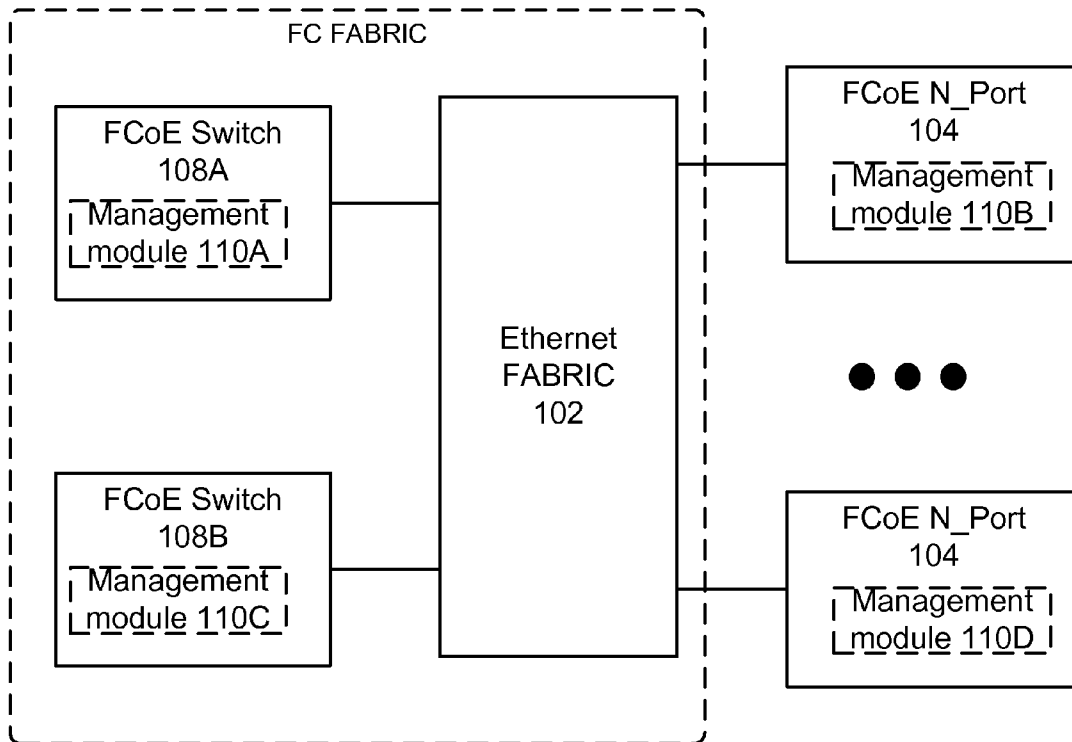 FC FABRIC
FCoE Switch
108A
Management
module 110A
FCoE Switch
108B
Management
module 110C
Ethernet
FABRIC
102
FCoE N_Port
104
Management
module 110B
FCoE N_Port
104
Management
module 110D